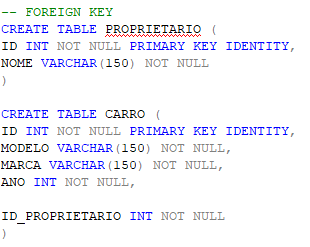 -- FOREIGN KEY
CREATE TABLE PROPRIETARIO (
ID INT NOT NULL PRIMARY KEY IDENTITY,
NOME VARCHAR(150) NOT NULL
)
CREATE TABLE CARRO (
ID INT NOT NULL PRIMARY KEY IDENTITY,
MODELO VARCHAR(150) NOT NULL,
MARCA VARCHAR(150) NOT NULL,
ANO INT NOT NULL,
ID_PROPRIETARIO INT NOT NULL
)